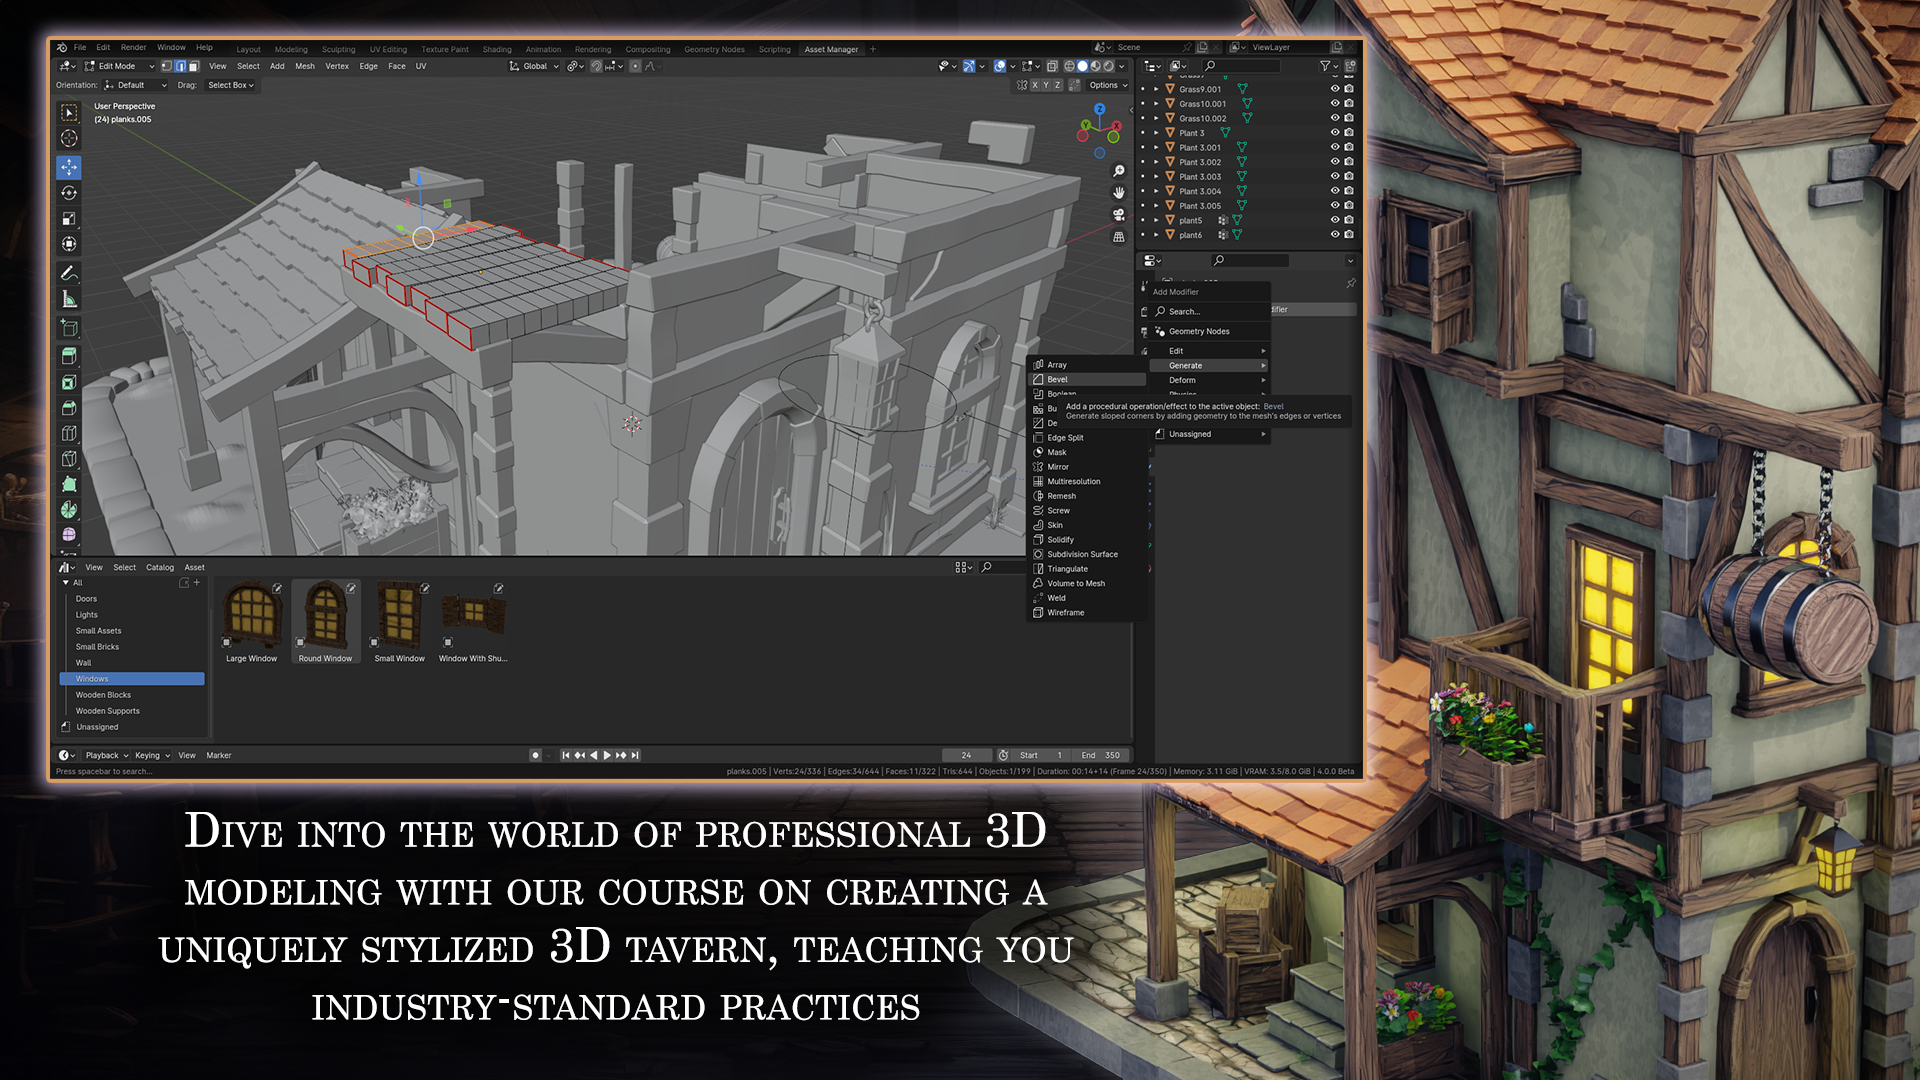 File Edit Render Window Help Layout Modeling Sculpting UV Editing Texture Paint Shading Animation Rendering Compositing Geometry Nodes Scripting Asset Manager + Scene ViewLayer
Edit Mode View Select Add Mesh Vertex Edge Face UV Global
Orientation: Default Drag: Select Box X Y Z Options
User Perspective
(24) planks.005
Z
Y
X
Grass9.001
Grass10.001
Grass10.002
Plant 3
Plant 3.001
Plant 3.002
Plant 3.003
Plant 3.004
Plant 3.005
plant5
plant6
Add Modifier
Search...
Geometry Nodes
Edit
Generate
Deform
Unassigned
Array
Bevel
Boolean
Bu
De
Edge Split
Mask
Mirror
Multiresolution
Remesh
Screw
Skin
Solidify
Subdivision Surface
Triangulate
Volume to Mesh
Weld
Wireframe
Add a procedural operation/effect to the active object: Bevel
Generate sloped corners by adding geometry to the mesh's edges or vertices
View Select Catalog Asset
All
Doors
Lights
Small Assets
Small Bricks
Wall
Windows
Wooden Blocks
Wooden Supports
Unassigned
Large Window Round Window Small Window Window With Shu...
Playback Keying View Marker 24 Start 1 End 350
Press spacebar to search... planks.005 | Verts:24/336 | Edges:34/644 | Faces:11/322 | Tris:644 | Objects:1/199 | Duration: 00:14+14 (Frame 24/350) | Memory: 3.11 GiB | VRAM: 3.5/8.0 GiB | 4.0.0 Beta
Dive into the world of professional 3D
modeling with our course on creating a
uniquely stylized 3D tavern, teaching you
industry-standard practices